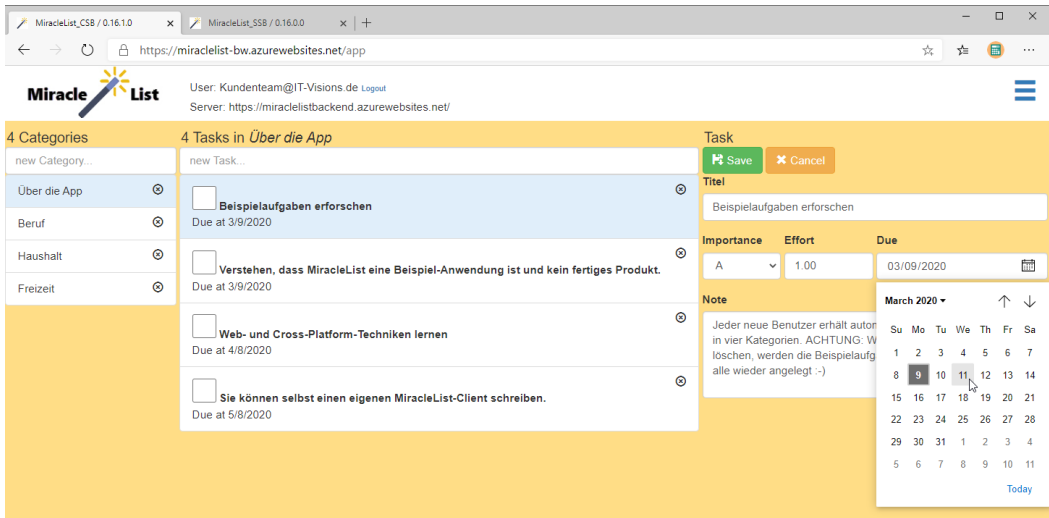 MiracleList_CSB / 0.16.1.0
MiracleList_SSB / 0.16.0.0
https://miraclelist-bw.azurewebsites.net/app
Miracle List
User: Kundenteam@IT-Visions.de Logout
Server: https://miraclelistbackend.azurewebsites.net/
4 Categories
new Category...
Über die App
Beruf
Haushalt
Freizeit
4 Tasks in Über die App
new Task...
Beispielaufgaben erforschen
Due at 3/9/2020
Verstehen, dass MiracleList eine Beispiel-Anwendung ist und kein fertiges Produkt.
Due at 3/9/2020
Web- und Cross-Platform-Techniken lernen
Due at 4/8/2020
Sie können selbst einen eigenen MiracleList-Client schreiben.
Due at 5/8/2020
Task
Save Cancel
Titel
Beispielaufgaben erforschen
Importance Effort Due
A 1.00 03/09/2020
Note
Jeder neue Benutzer erhält auton
in vier Kategorien. ACHTUNG: W
löschen, werden die Beispielaufg
alle wieder angelegt :-)
March 2020
Su Mo Tu We Th Fr Sa
1 2 3 4 5 6 7
8 9 10 11 12 13 14
15 16 17 18 19 20 21
22 23 24 25 26 27 28
29 30 31 1 2 3 4
5 6 7 8 9 10 11
Today